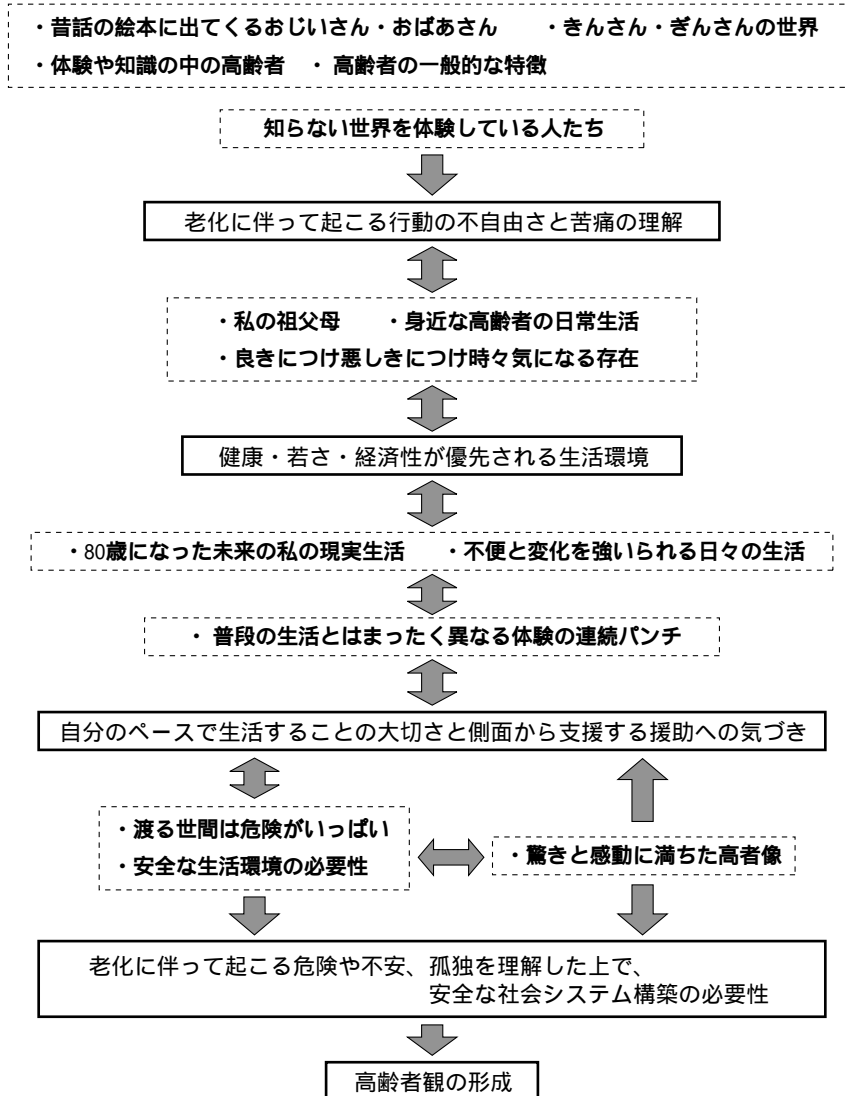 ・昔話の絵本に出てくるおじいさん・おばあさん　・きんさん・ぎんさんの世界
・体験や知識の中の高齢者　・ 高齢者の一般的な特徴
知らない世界を体験している人たち
老化に伴って起こる行動の不自由さと苦痛の理解
・私の祖父母　・身近な高齢者の日常生活
・良きにつけ悪しきにつけ時々気になる存在
健康・若さ・経済性が優先される生活環境
・80歳になった未来の私の現実生活　・不便と変化を強いられる日々の生活
・ 普段の生活とはまったく異なる体験の連続パンチ
自分のペースで生活することの大切さと側面から支援する援助への気づき
・渡る世間は危険がいっぱい
・安全な生活環境の必要性
・驚きと感動に満ちた高者像
老化に伴って起こる危険や不安、孤独を理解した上で、
安全な社会システム構築の必要性
高齢者観の形成